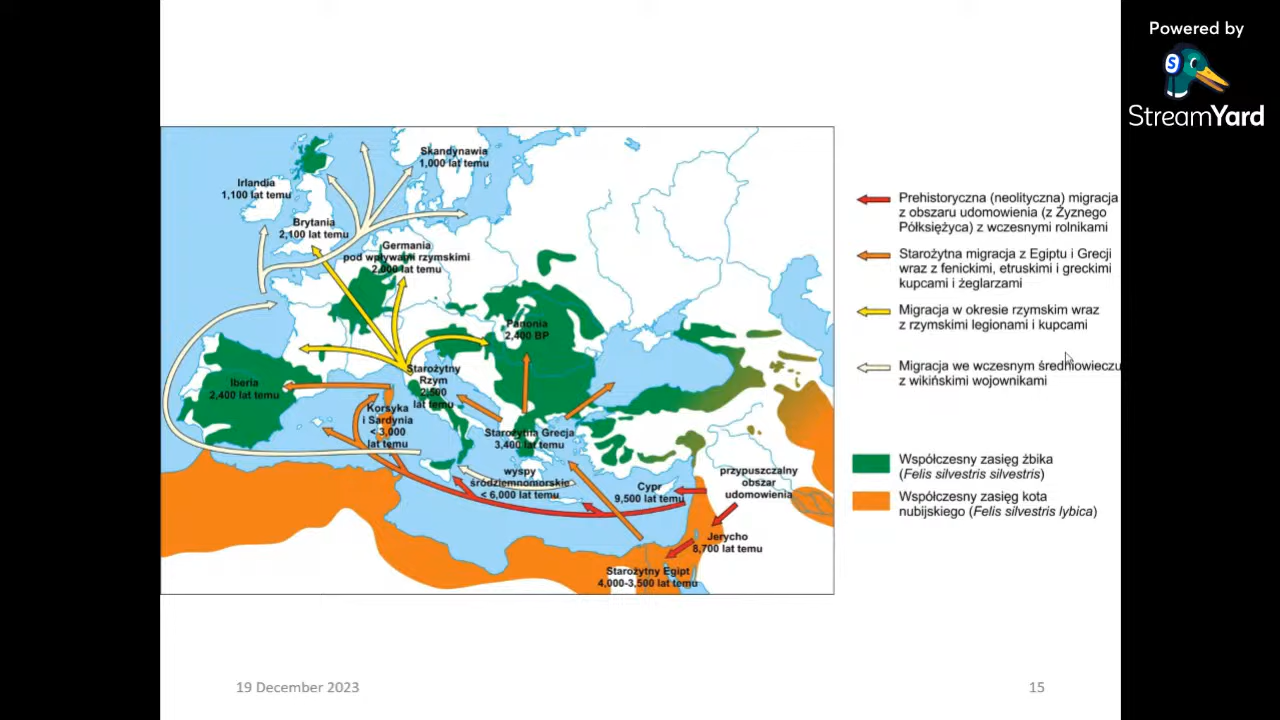 Powered by
StreamYard
Skandynawia
1,000 lat temu
Irlandia
1,100 lat temu
Brytania
2,100 lat temu
Germania
pod wpływami rzymskimi
2,000 lat temu
Panonia
2,400 BP
Starożytny
Rzym
2,500
lat temu
Iberia
2,400 lat temu
Korsyka
i Sardynia
< 3,000
lat temu
Starożytna Grecja
3,400 lat temu
wyspy
śródziemnomorskie
< 6,000 lat temu
Cypr
9,500 lat temu
przypuszczalny
obszar
udomowienia
Jerycho
8,700 lat temu
Starożytny Egipt
4,000-3,500 lat temu
Prehistoryczna (neolityczna) migracja
z obszaru udomowienia (z Żyznego
Półksiężyca) z wczesnymi rolnikami
Starożytna migracja z Egiptu i Grecji
wraz z fenickimi, etruskimi i greckimi
kupcami i żeglarzami
Migracja w okresie rzymskim wraz
z rzymskimi legionami i kupcami
Migracja we wczesnym średniowieczu
z wikińskimi wojownikami
Współczesny zasięg żbika
(Felis silvestris silvestris)
Współczesny zasięg kota
nubijskiego (Felis silvestris lybica)
19 December 2023
15